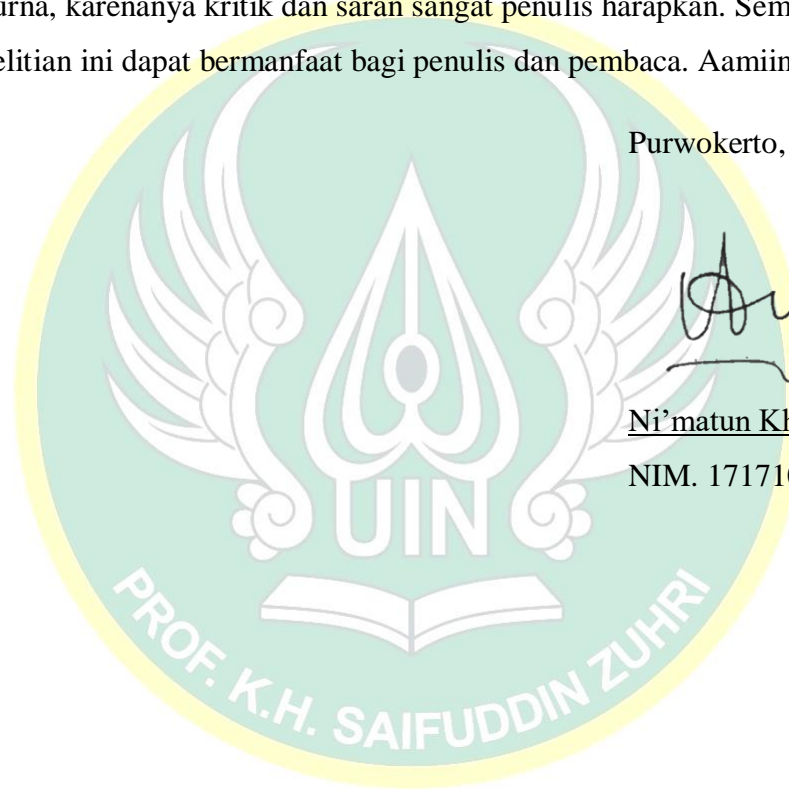 urna, karenanya kritik dan saran sangat penulis harapkan. Sem
elitian ini dapat bermanfaat bagi penulis dan pembaca. Aamiin
Purwokerto,
Ni'matun Kh
NIM. 17171
UIN
PROF. K.H. SAIFUDDIN ZUHRI